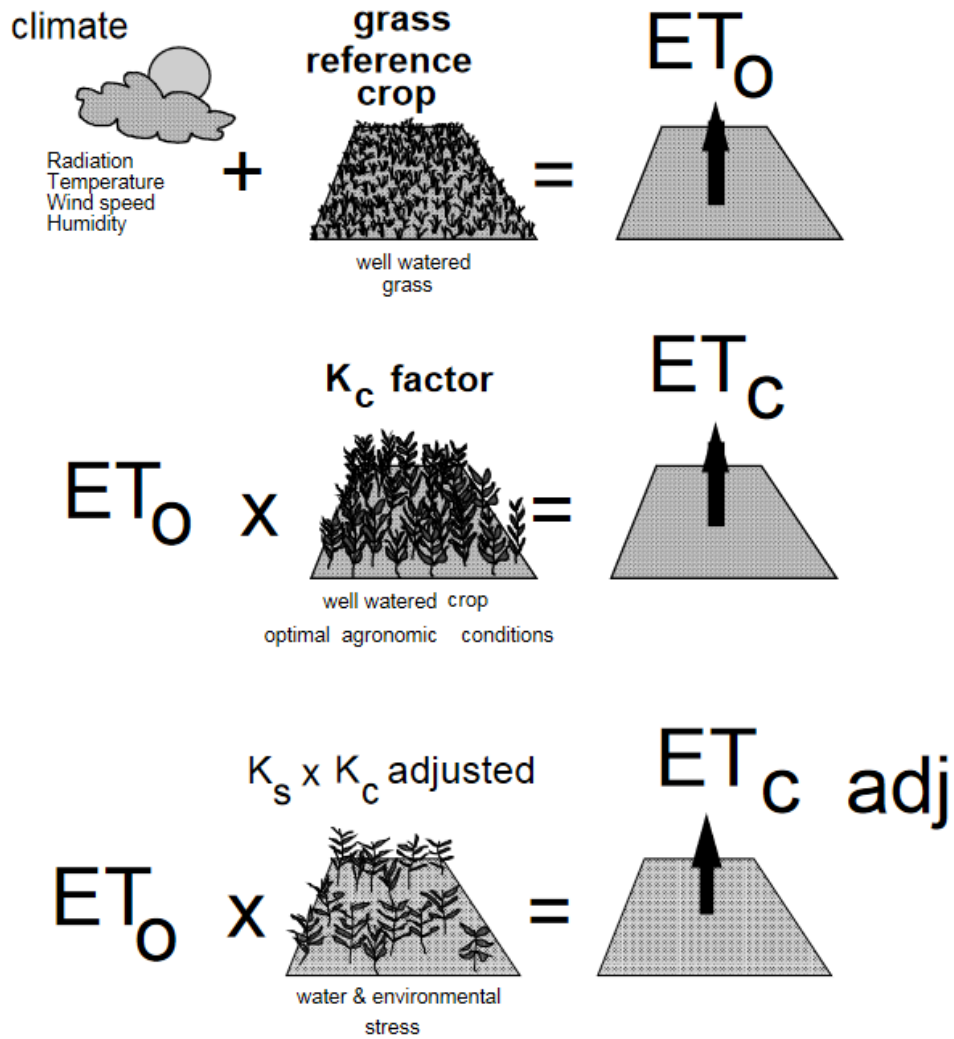 climate
grass
reference
crop
ETo
Radiation
Temperature
Wind speed
Humidity
+
=
well watered
grass
Kc factor
ETc
ETo x
=
well watered crop
optimal agronomic conditions
Ks x Kc adjusted
ETc adj
ETo x
=
water & environmental
stress